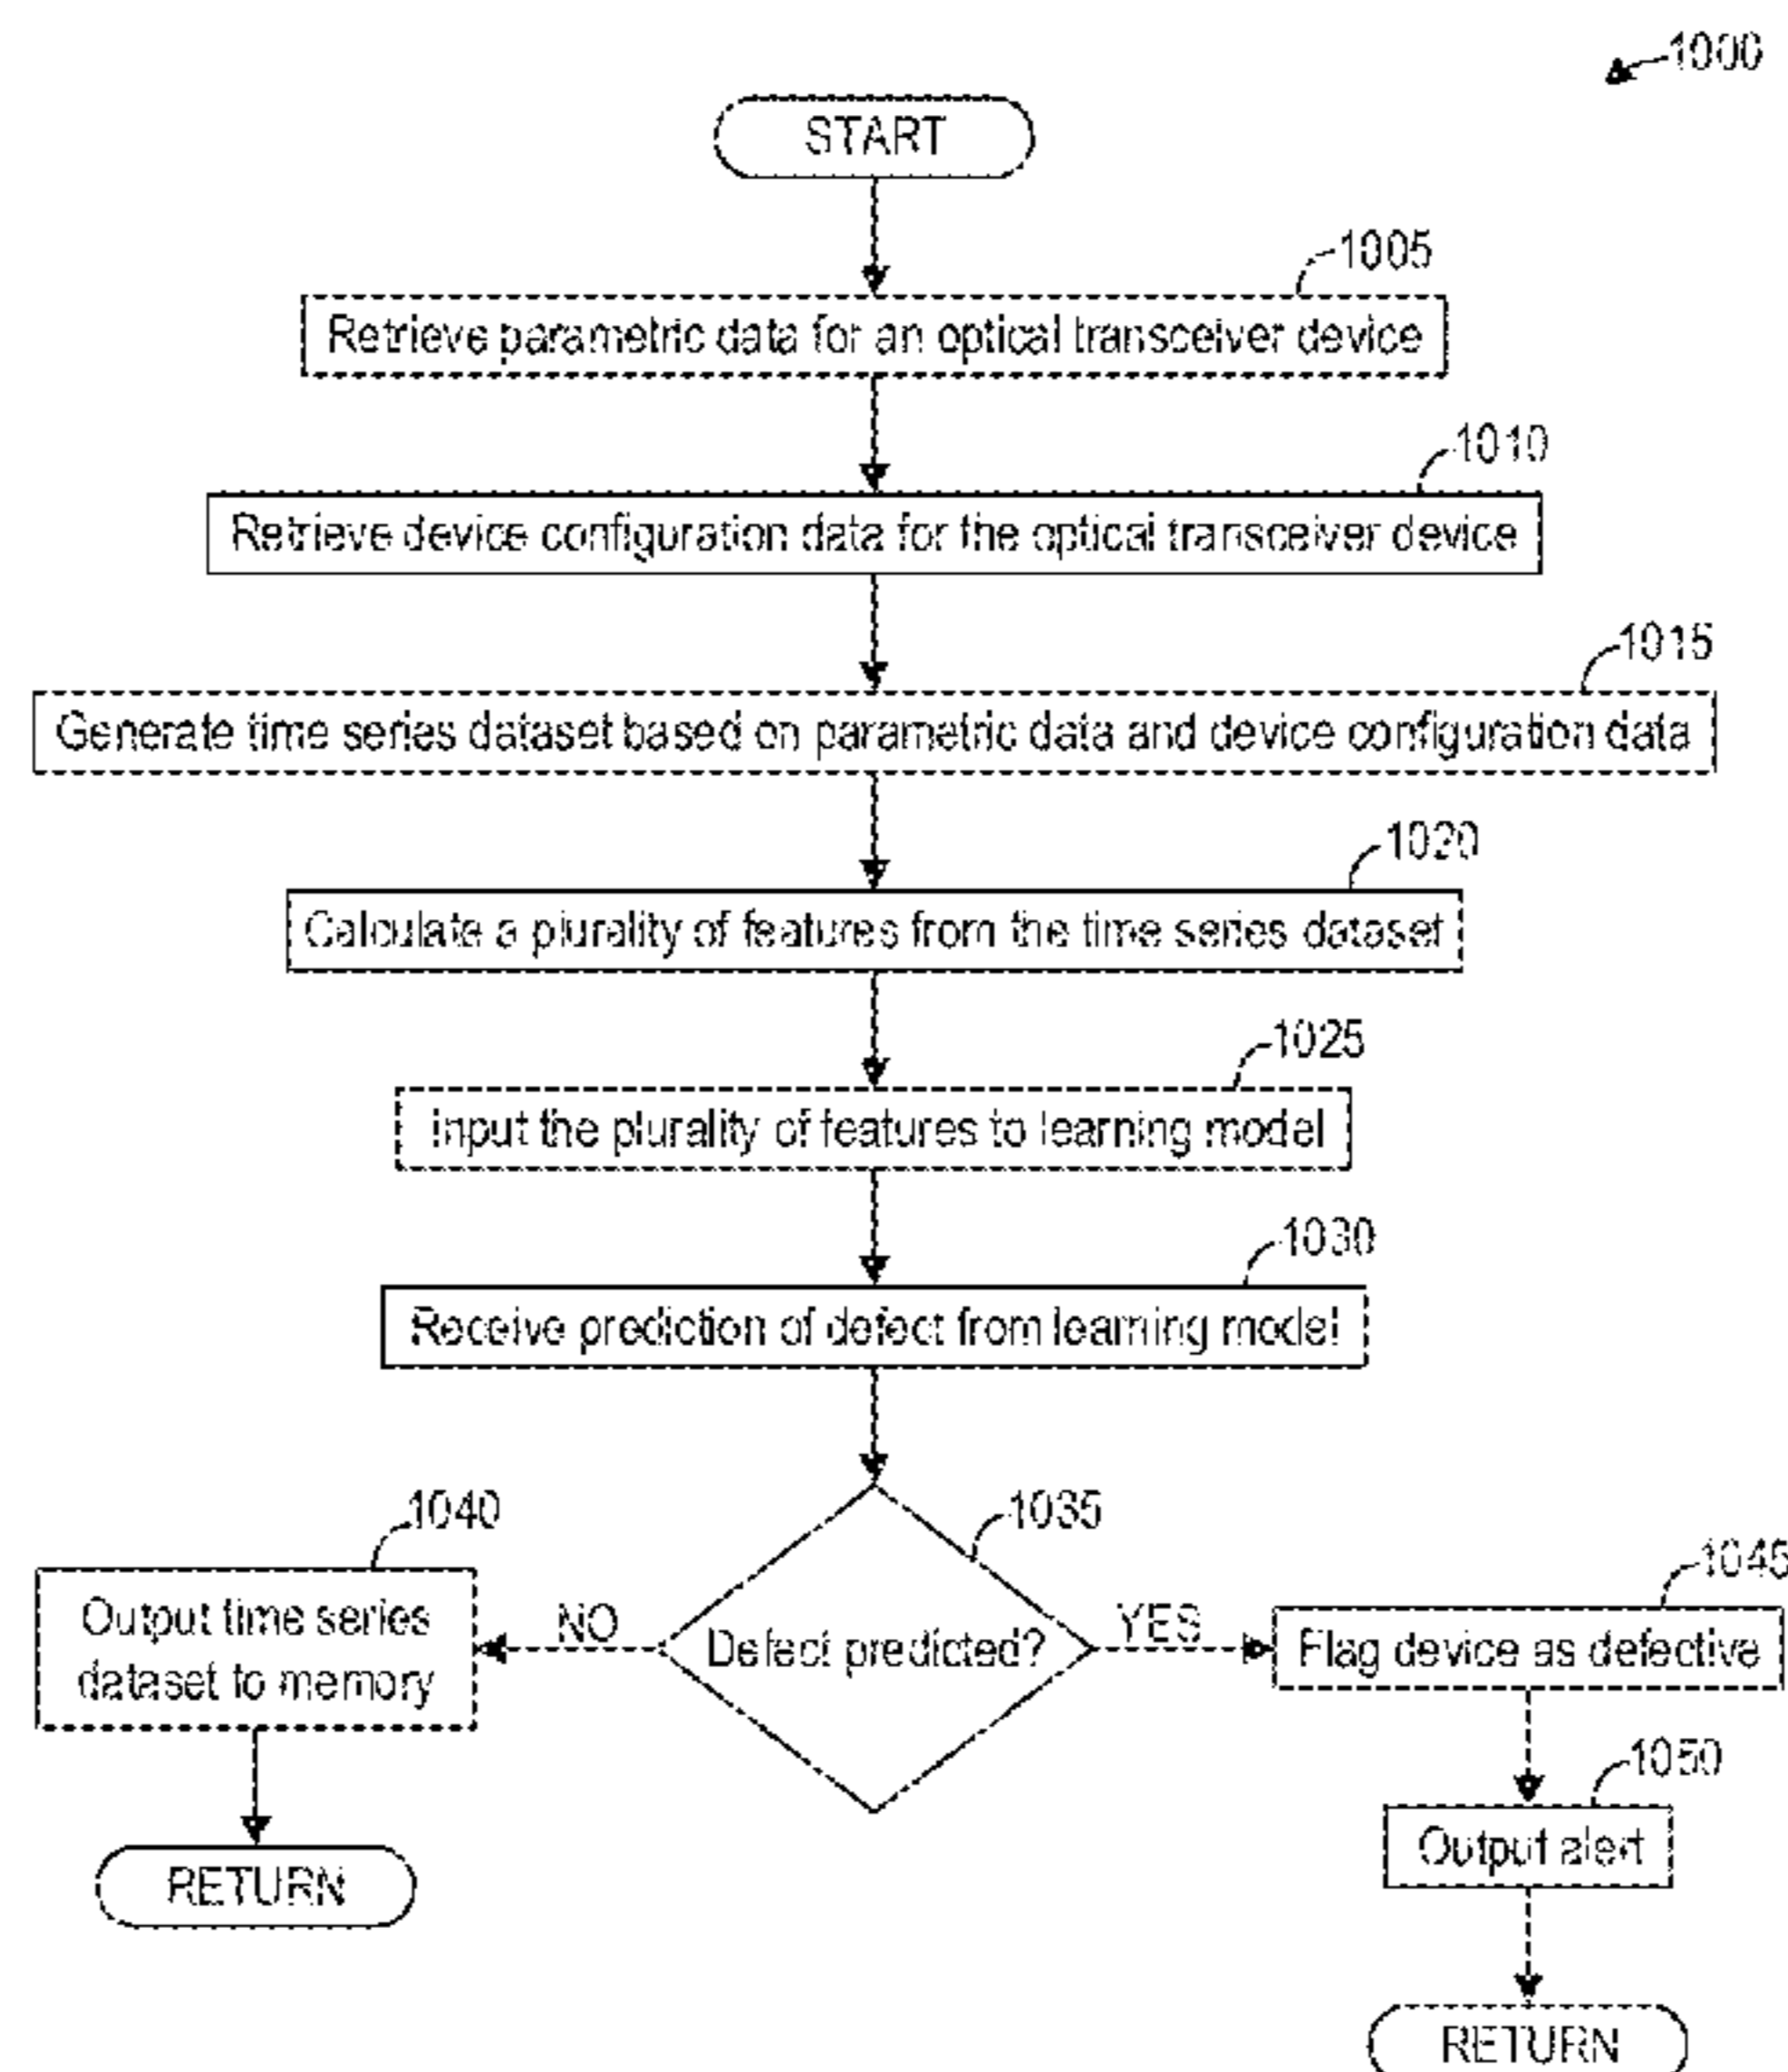 1000
START
1005
Retrieve parametric data for an optical transceiver device
1010
Retrieve device configuration data for the optical transceiver device
1015
Generate time series dataset based on parametric data and device configuration data
1020
Calculate a plurality of features from the time series dataset
1025
Input the plurality of features to learning model
1030
Receive prediction of defect from learning model
1035
Defect predicted?
NO
YES
1040
Output time series
dataset to memory
RETURN
1045
Flag device as defective
1050
Output alert
RETURN